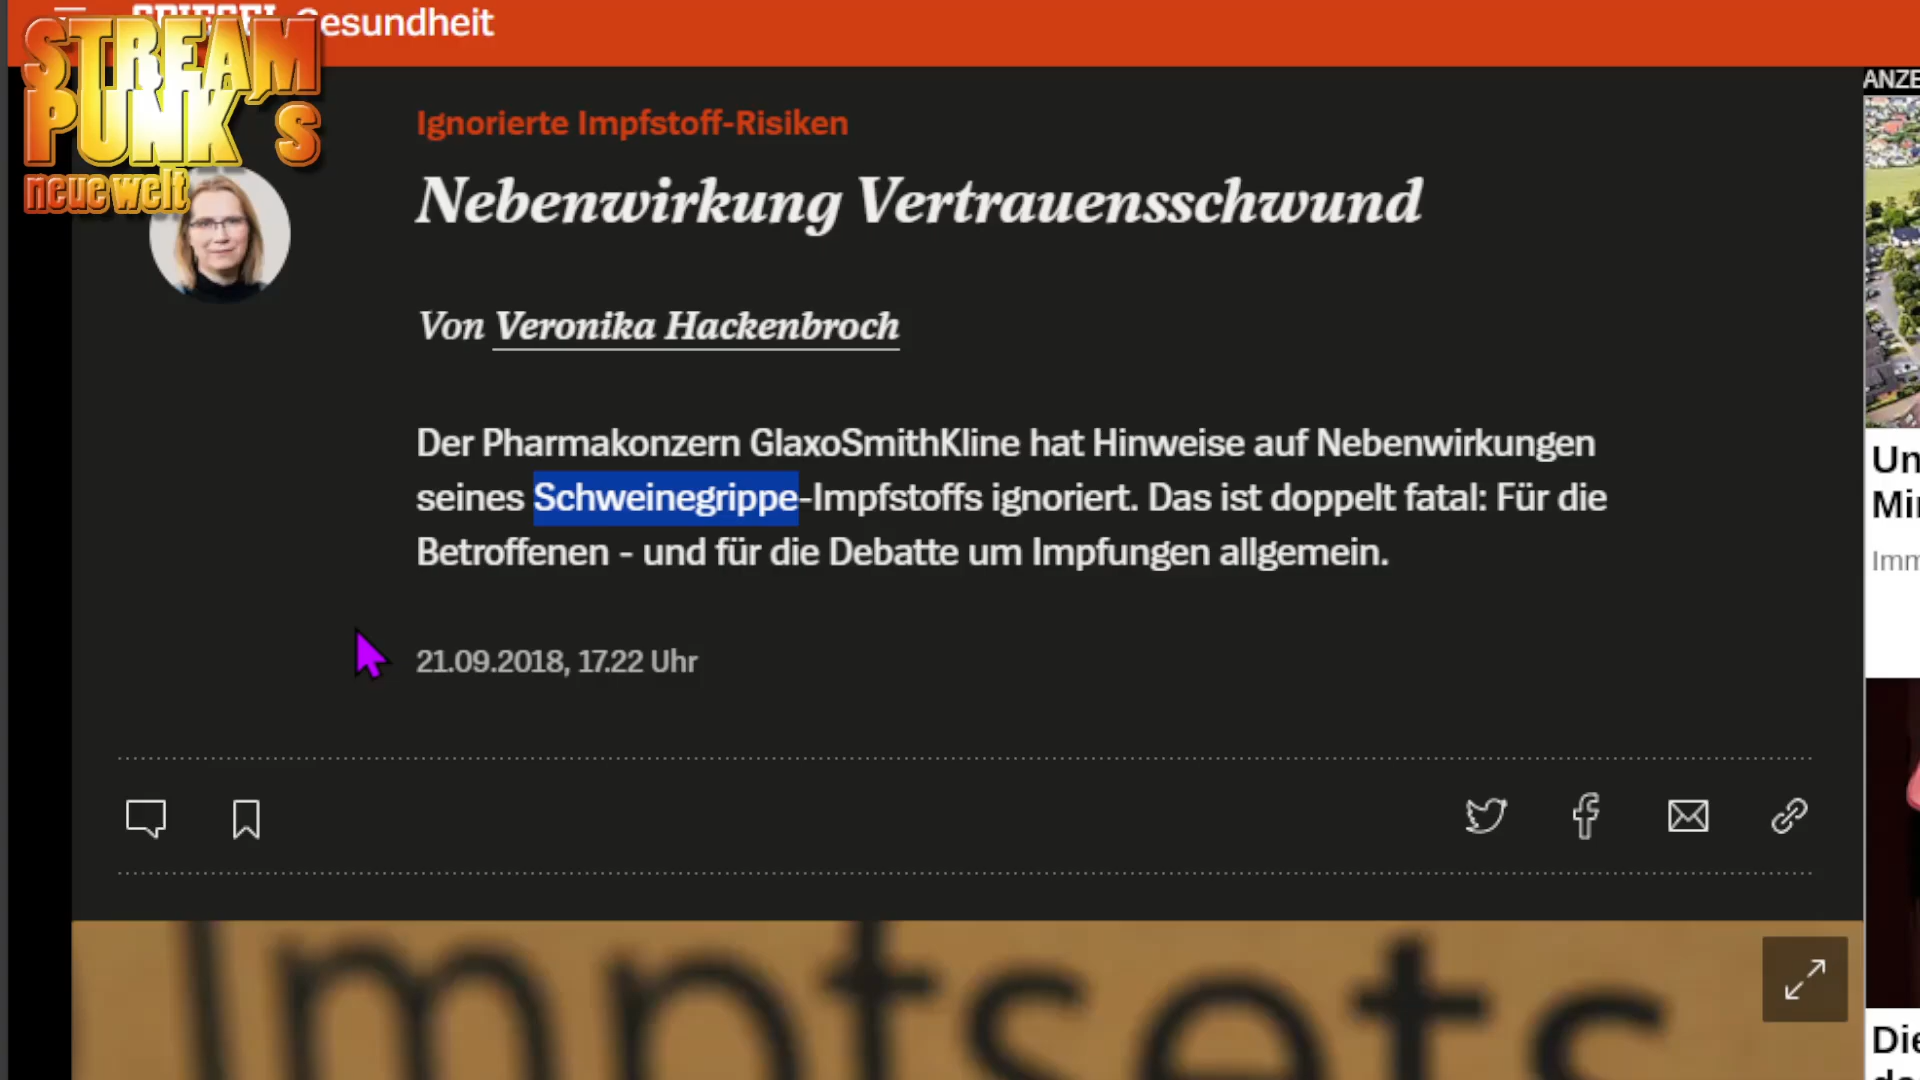 SPIEGEL Gesundheit
STREAM
PUNK´s
neue welt
ANZE
Ignorierte Impfstoff-Risiken
Nebenwirkung Vertrauensschwund
Von Veronika Hackenbroch
Der Pharmakonzern GlaxoSmithKline hat Hinweise auf Nebenwirkungen
seines Schweinegrippe-Impfstoffs ignoriert. Das ist doppelt fatal: Für die
Betroffenen - und für die Debatte um Impfungen allgemein.
21.09.2018, 17.22 Uhr
Un
Mi
Imm
Impfsets
Die